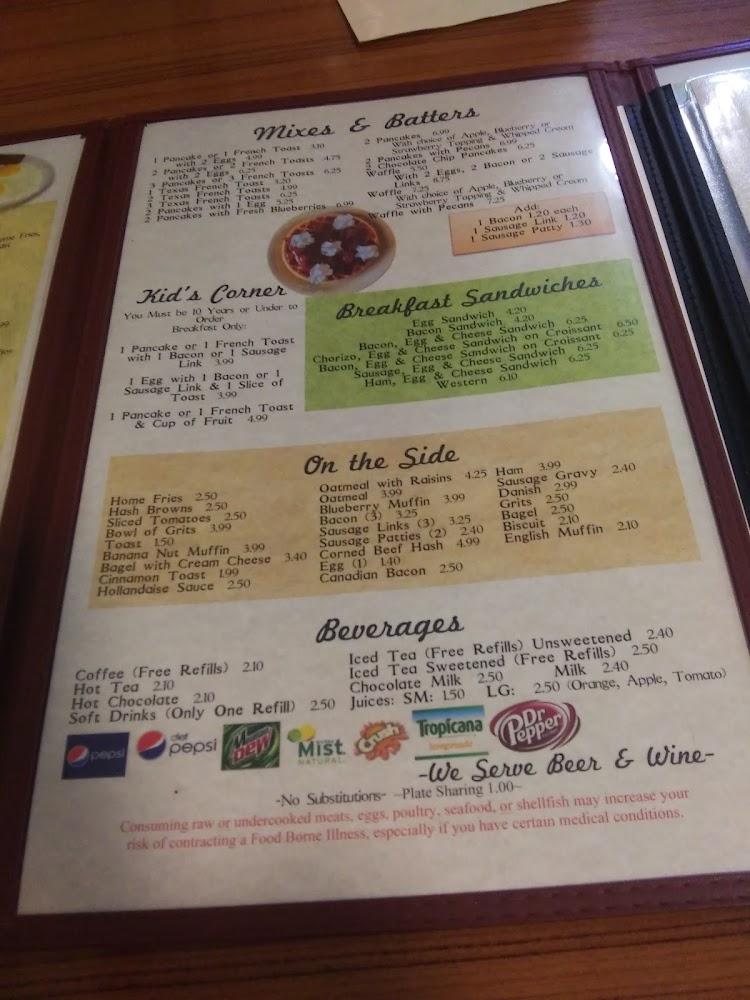 Mixes & Batters
1 Pancake or 1 French Toast 3.10
with 2 Eggs 4.99
2 Pancakes or 2 French Toasts 4.75
with 2 Eggs 6.25
3 Pancakes or 3 French Toasts 6.25
1 Texas French Toast 3.20
2 Texas French Toasts 4.99
3 Texas French Toasts 6.25
2 Pancakes with 1 Egg 5.25
2 Pancakes with Fresh Blueberries 6.99
2 Pancakes 6.99
With choice of Apple, Blueberry or
Strawberry Topping & Whipped Cream
2 Pancakes with Pecans 6.99
2 Chocolate Chip Pancakes 6.25
Waffle 5.50
With 2 Eggs, 2 Bacon or 2 Sausage
Links 8.75
Waffle 7.25
With choice of Apple, Blueberry or
Strawberry Topping & Whipped Cream
Waffle with Pecans 7.25
Add:
1 Bacon 1.20 each
1 Sausage Link 1.20
1 Sausage Patty 1.30
Kid's Corner
You Must be 10 Years or Under to
Order
Breakfast Only:
1 Pancake or 1 French Toast
with 1 Bacon or 1 Sausage
Link 3.99
1 Egg with 1 Bacon or 1
Sausage Link & 1 Slice of
Toast 3.99
1 Pancake or 1 French Toast
& Cup of Fruit 4.99
Breakfast Sandwiches
Egg Sandwich 4.20
Bacon Sandwich 4.20
Bacon, Egg & Cheese Sandwich 6.25
Chorizo, Egg & Cheese Sandwich on Croissant 6.50
Bacon, Egg & Cheese Sandwich on Croissant 6.25
Sausage, Egg & Cheese Sandwich 6.25
Ham, Egg & Cheese Sandwich 6.25
Western 6.10
On the Side
Home Fries 2.50
Hash Browns 2.50
Sliced Tomatoes 2.50
Bowl of Grits 3.99
Toast 1.50
Banana Nut Muffin 3.99
Bagel with Cream Cheese 3.40
Cinnamon Toast 1.99
Hollandaise Sauce 2.50
Oatmeal with Raisins 4.25
Oatmeal 3.99
Blueberry Muffin 3.99
Bacon (3) 3.25
Sausage Links (3) 3.25
Sausage Patties (2) 2.40
Corned Beef Hash 4.99
Egg (1) 1.40
Canadian Bacon 2.50
Ham 3.99
Sausage Gravy 2.40
Danish 2.99
Grits 2.50
Bagel 2.50
Biscuit 2.10
English Muffin 2.10
Beverages
Coffee (Free Refills) 2.10
Hot Tea 2.10
Hot Chocolate 2.10
Soft Drinks (Only One Refill) 2.50
Iced Tea (Free Refills) Unsweetened 2.40
Iced Tea Sweetened (Free Refills) 2.50
Chocolate Milk 2.50 Milk 2.40
Juices: SM: 1.50 LG: 2.50 (Orange, Apple, Tomato)
pepsi
diet
pepsi
Mountain
Dew
Mist
NATURAL
Crush
Tropicana
lemonade
Dr
Pepper
-We Serve Beer & Wine-
-No Substitutions- ~Plate Sharing 1.00~
Consuming raw or undercooked meats, eggs, poultry, seafood, or shellfish may increase your
risk of contracting a Food Borne Illness, especially if you have certain medical conditions.